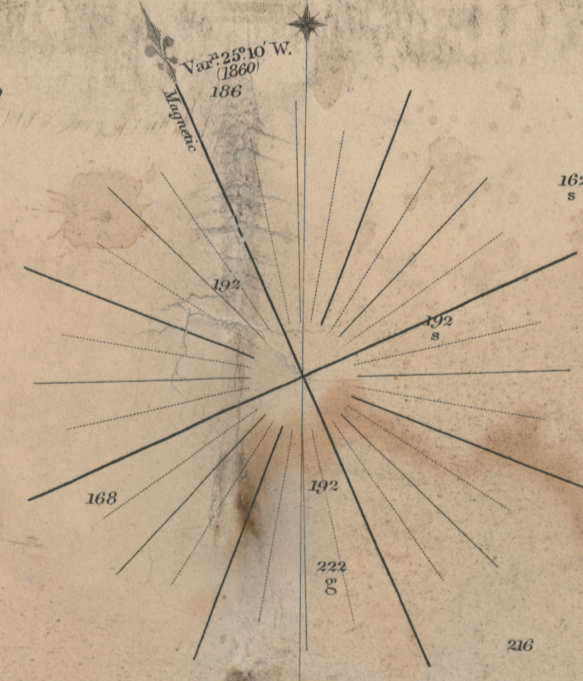 Varⁿ. 25°.10' W.
(1860)
186
Magnetic
162
s
192
192
s
168
192
222
g
216